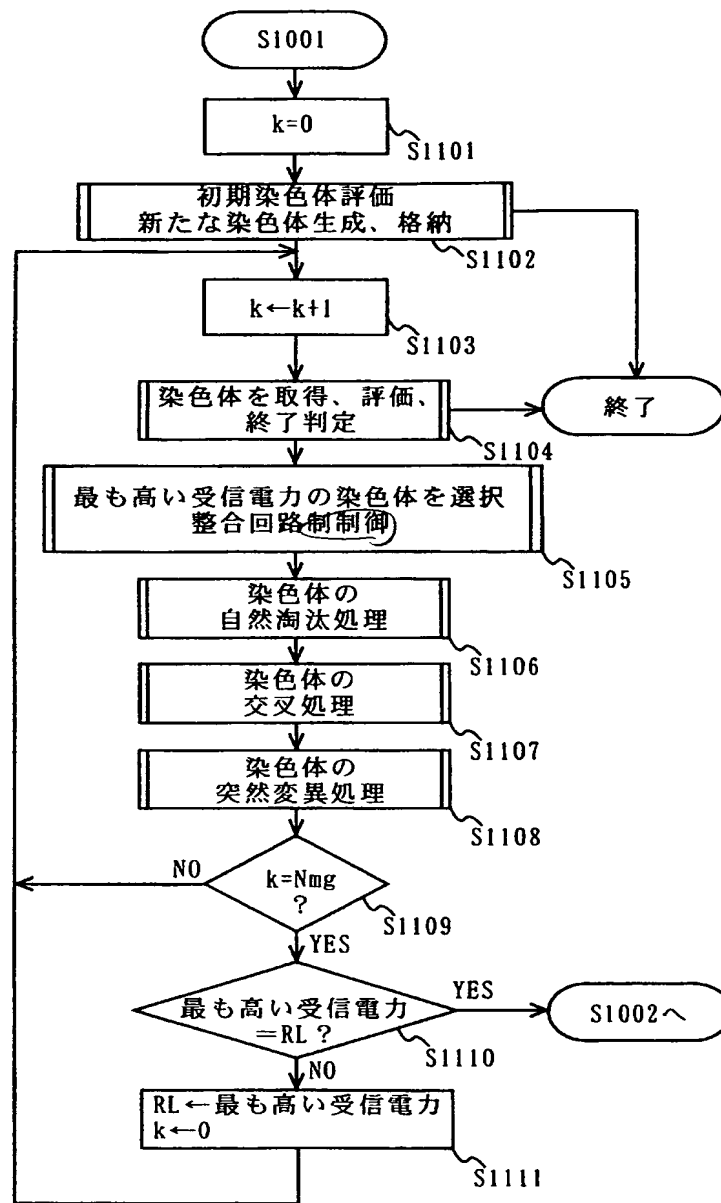 S1001
k=0
S1101
初期染色体評価
新たな染色体生成、格納
S1102
k←k+1
S1103
染色体を取得、評価、
終了判定
S1104
終了
最も高い受信電力の染色体を選択
整合回路制制御
S1105
染色体の
自然淘汰処理
S1106
染色体の
交叉処理
S1107
染色体の
突然変異処理
S1108
NO
k=Nmg
?
S1109
YES
最も高い受信電力
=RL?
YES
S1002へ
S1110
NO
RL←最も高い受信電力
k←0
S1111